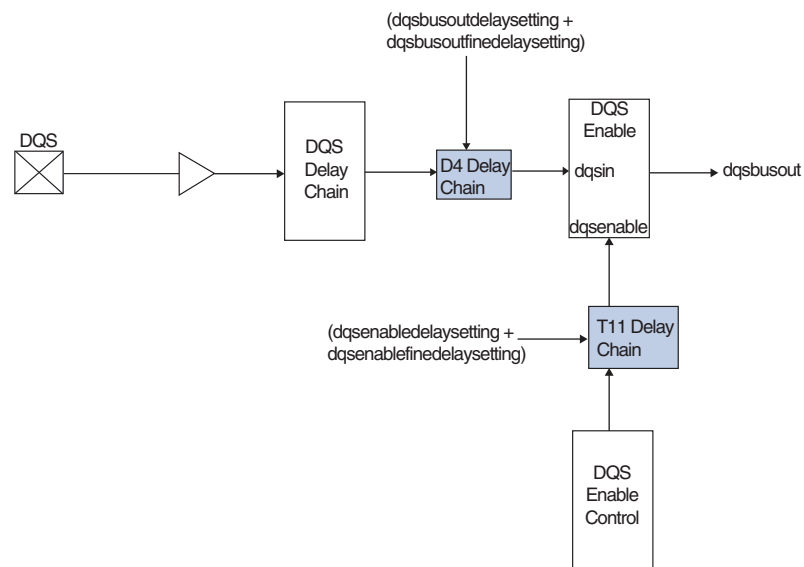 (dqsbusoutdelaysetting +
dqsbusoutfinedelaysetting)
DQS
DQS
Delay
Chain
D4 Delay
Chain
DQS
Enable
dqsin
dqsenable
dqsbusout
(dqsenabledelaysetting +
dqsenablefinedelaysetting)
T11 Delay
Chain
DQS
Enable
Control